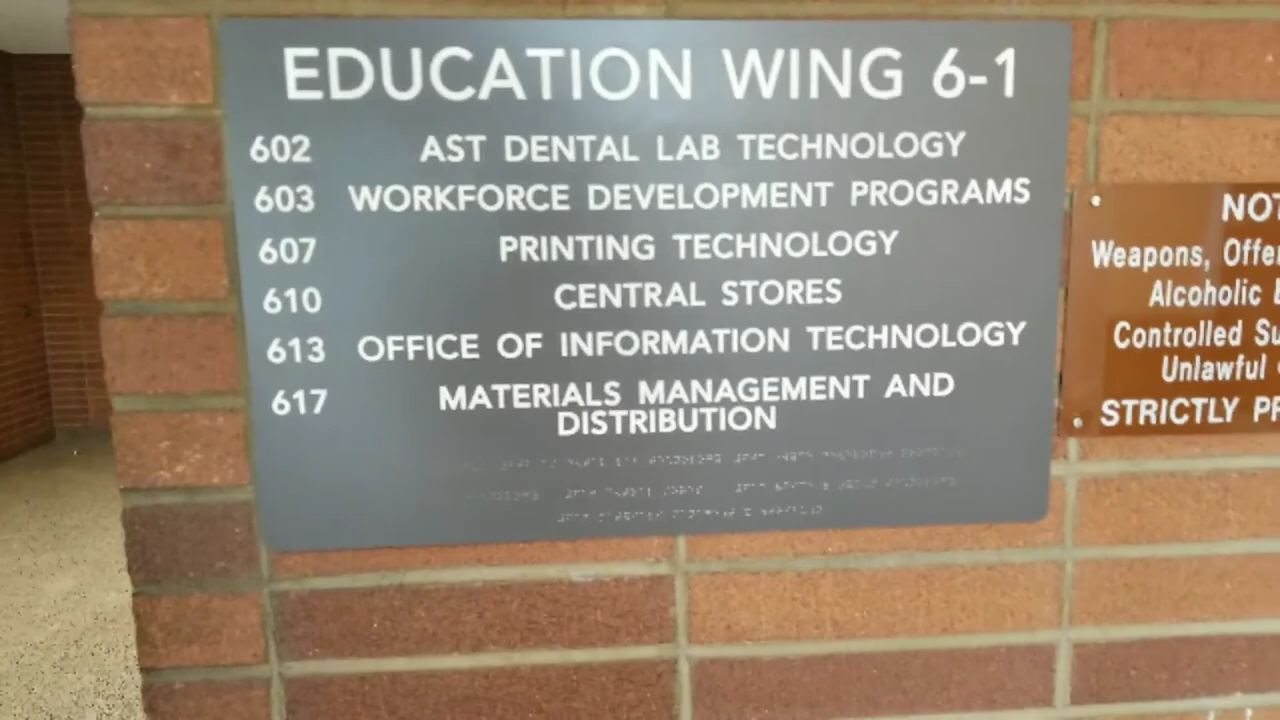 EDUCATION WING 6-1
602 AST DENTAL LAB TECHNOLOGY
603 WORKFORCE DEVELOPMENT PROGRAMS
607 PRINTING TECHNOLOGY
610 CENTRAL STORES
613 OFFICE OF INFORMATION TECHNOLOGY
617 MATERIALS MANAGEMENT AND
DISTRIBUTION
Weapons,
Alcoholic
Controlled
Unlawful
STRICTLY